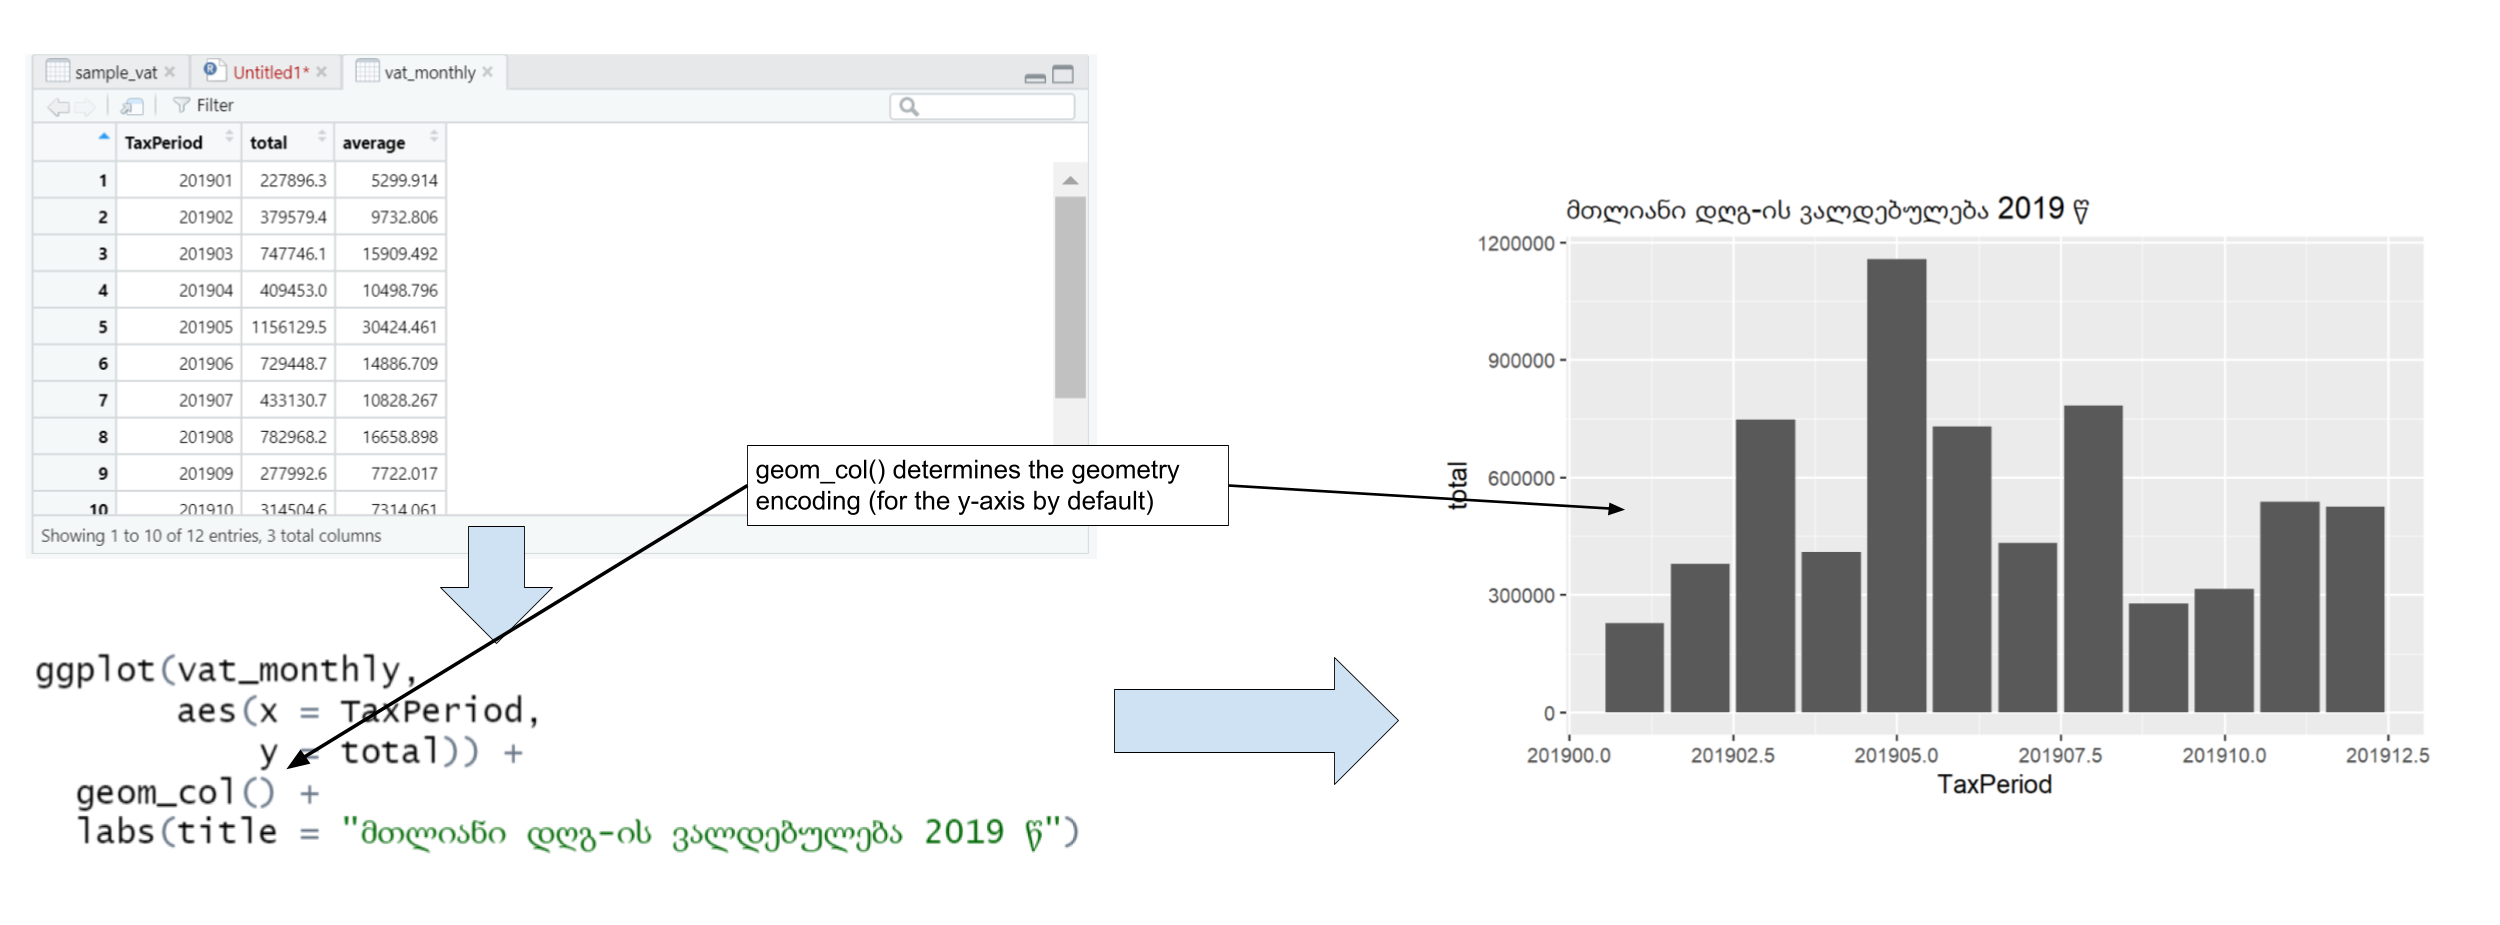 sample_vat
Untitled1*
vat_monthly
Filter
TaxPeriod total average
1 201901 227896.3 5299.914
2 201902 379579.4 9732.806
3 201903 747746.1 15909.492
4 201904 409453.0 10498.796
5 201905 1156129.5 30424.461
6 201906 729448.7 14886.709
7 201907 433130.7 10828.267
8 201908 782968.2 16658.898
9 201909 277992.6 7722.017
10 201910 314504.6 7314.061
Showing 1 to 10 of 12 entries, 3 total columns
geom_col() determines the geometry
encoding (for the y-axis by default)
ggplot(vat_monthly,
aes(x = TaxPeriod,
y = total)) +
geom_col() +
labs(title = "მთლიანი დღგ-ის ვალდებულება 2019 წ")
მთლიანი დღგ-ის ვალდებულება 2019 წ
1200000
900000
600000
300000
0
total
201900.0 201902.5 201905.0 201907.5 201910.0 201912.5
TaxPeriod